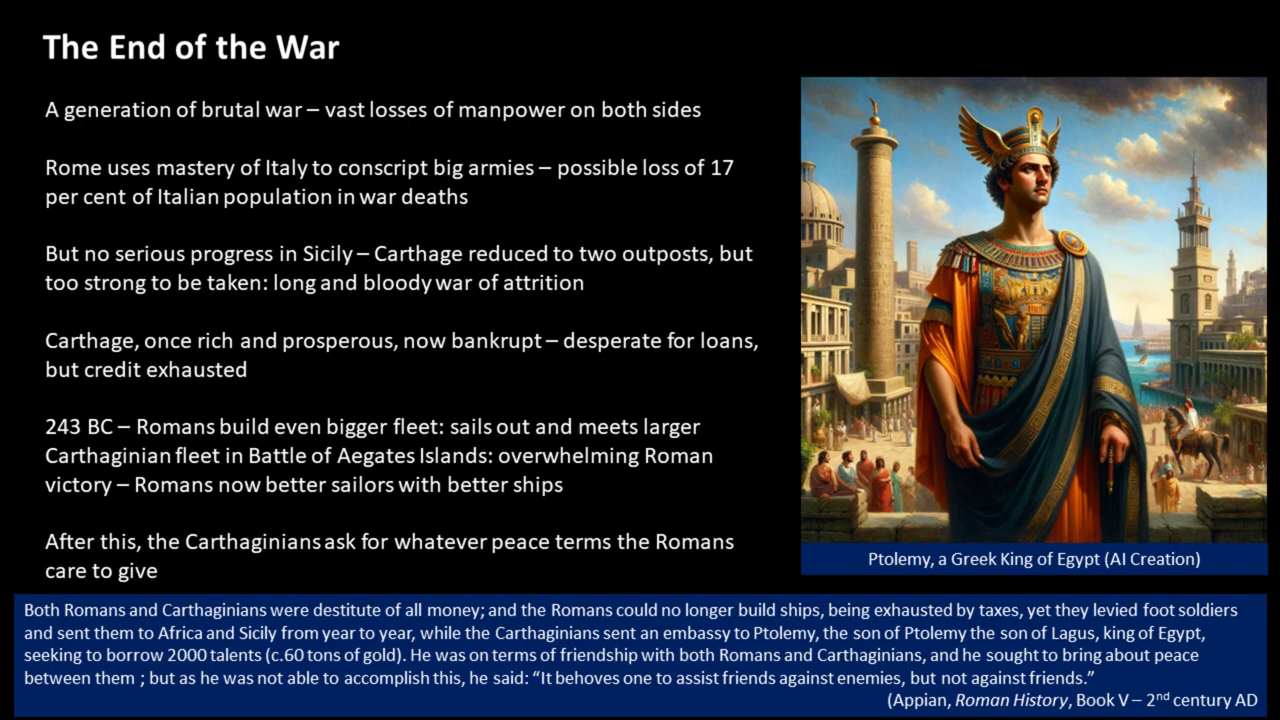 The End of the War
A generation of brutal war – vast losses of manpower on both sides
Rome uses mastery of Italy to conscript big armies – possible loss of 17
per cent of Italian population in war deaths
But no serious progress in Sicily – Carthage reduced to two outposts, but
too strong to be taken: long and bloody war of attrition
Carthage, once rich and prosperous, now bankrupt – desperate for loans,
but credit exhausted
243 BC – Romans build even bigger fleet: sails out and meets larger
Carthaginian fleet in Battle of Aegates Islands: overwhelming Roman
victory – Romans now better sailors with better ships
After this, the Carthaginians ask for whatever peace terms the Romans
care to give
Ptolemy, a Greek King of Egypt (AI Creation)
Both Romans and Carthaginians were destitute of all money; and the Romans could no longer build ships, being exhausted by taxes, yet they levied foot soldiers
and sent them to Africa and Sicily from year to year, while the Carthaginians sent an embassy to Ptolemy, the son of Ptolemy the son of Lagus, king of Egypt,
seeking to borrow 2000 talents (c.60 tons of gold). He was on terms of friendship with both Romans and Carthaginians, and he sought to bring about peace
between them ; but as he was not able to accomplish this, he said: “It behoves one to assist friends against enemies, but not against friends.”
(Appian, Roman History, Book V – 2nd century AD